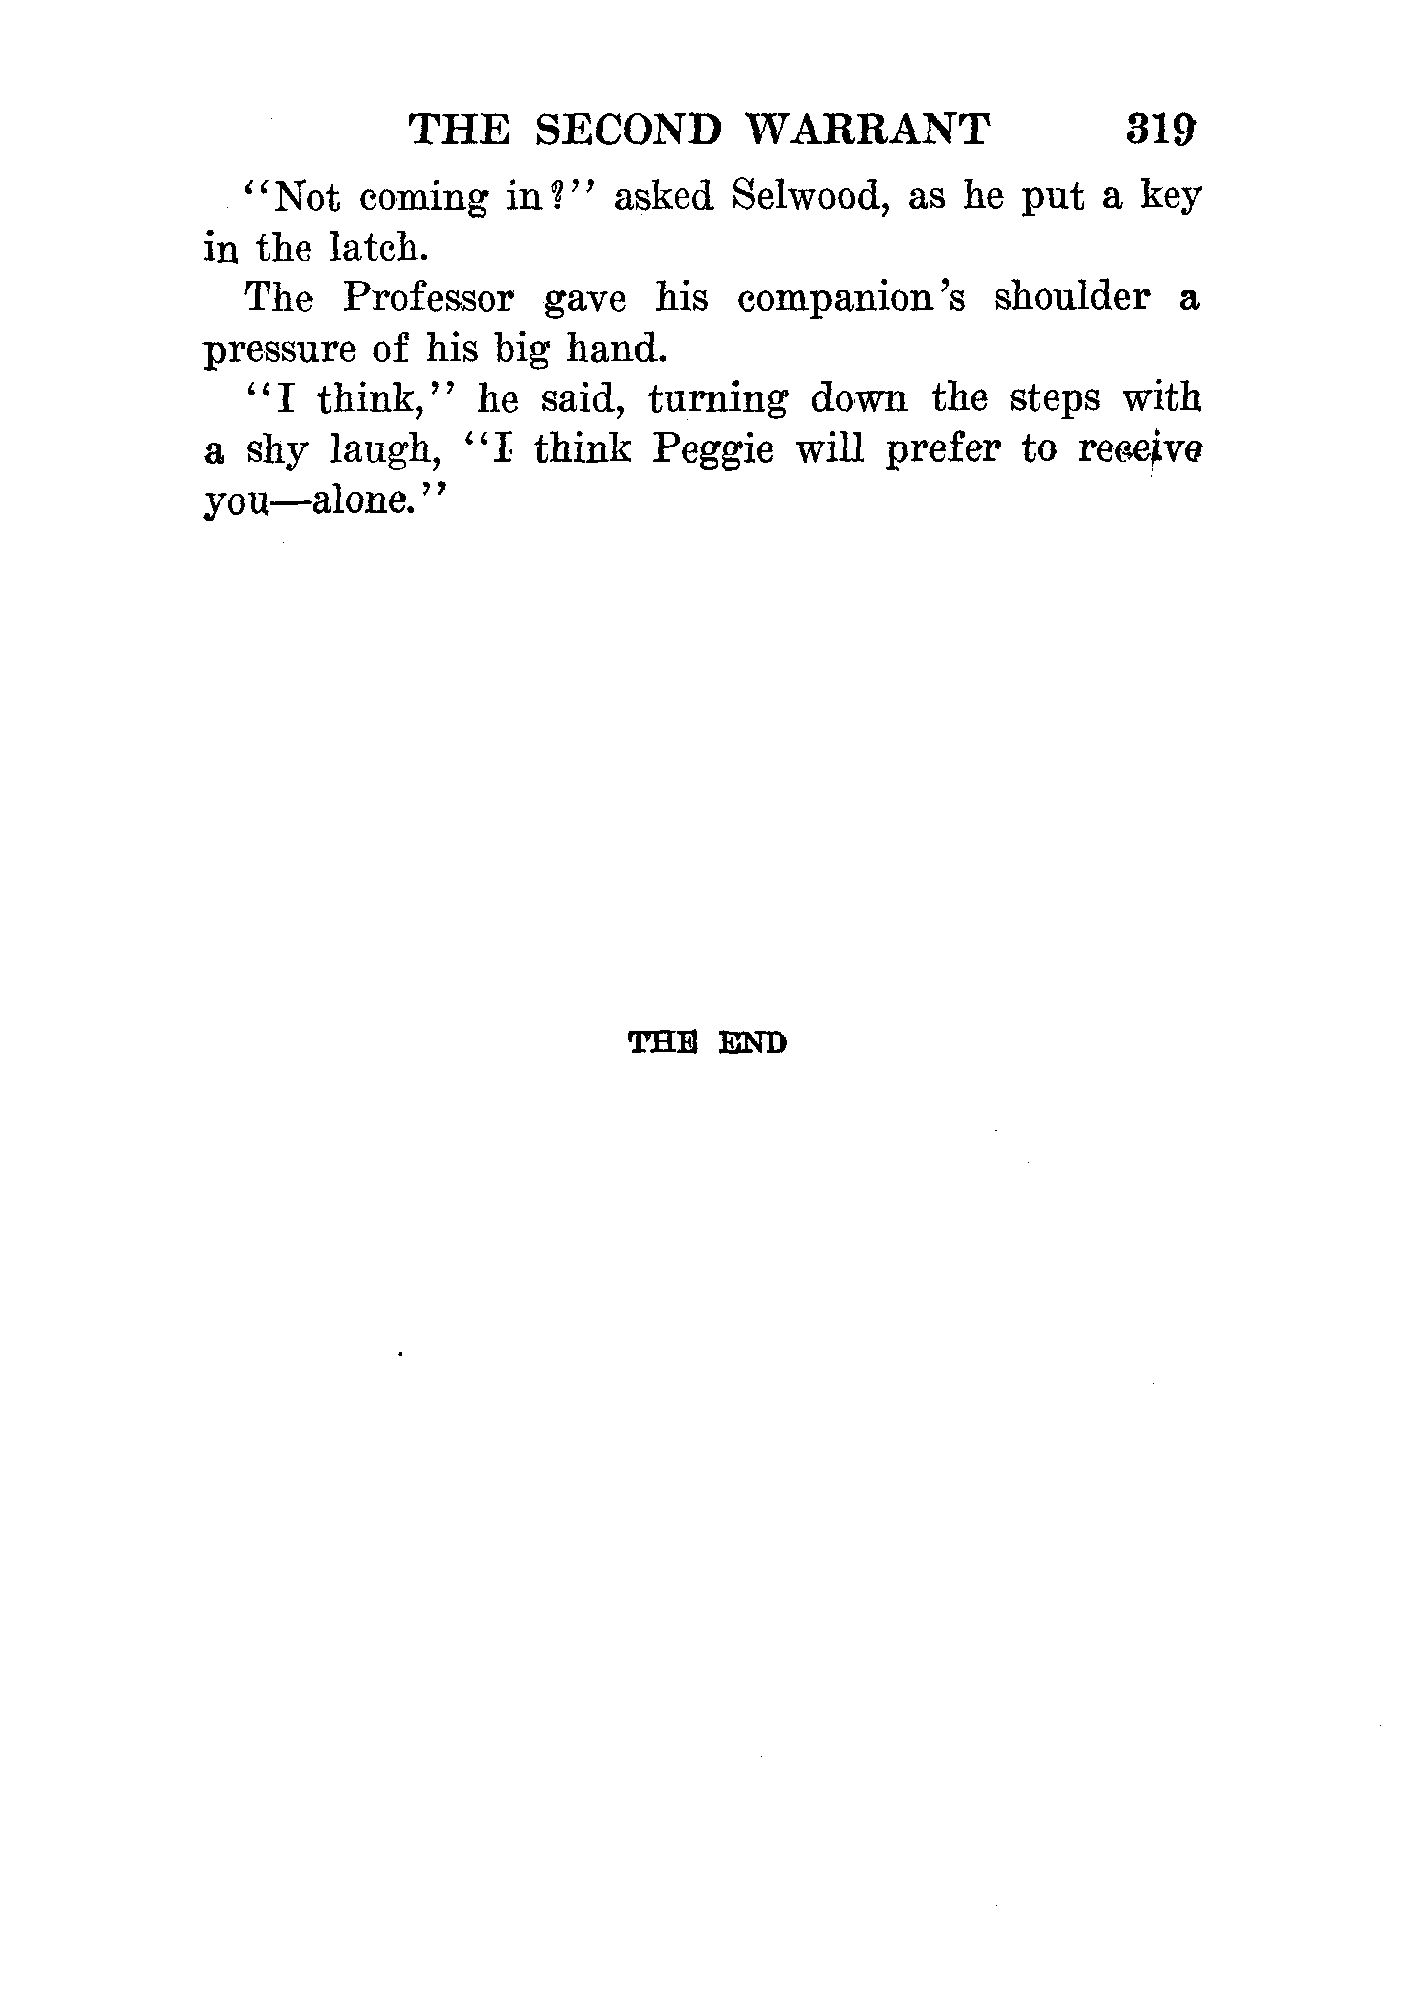 THE SECOND WARRANT 319
“Not coming in?” asked Selwood, as he put a key
in the latch.
The Professor gave his companion’s shoulder a
pressure of his big hand.
“I think,” he said, turning down the steps with
a shy laugh, “I think Peggie will prefer to receive
you—alone.”
THE END